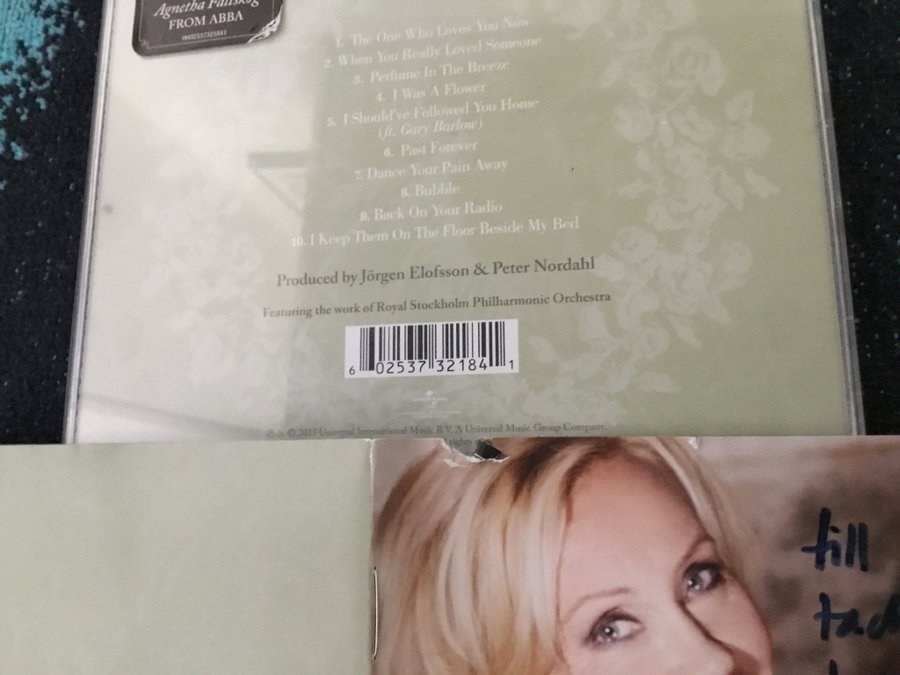 Agnetha Fältskog
FROM ABBA
0602537321841
1. The One Who Loves You Now
2. When You Really Loved Someone
3. Perfume In The Breeze
4. I Was A Flower
5. I Should've Followed You Home
(ft. Gary Barlow)
6. Past Forever
7. Dance Your Pain Away
8. Bubble
9. Back On Your Radio
10. I Keep Them On The Floor Beside My Bed
Produced by Jörgen Elofsson & Peter Nordahl
Featuring the work of Royal Stockholm Philharmonic Orchestra
6 02537 32184 1
UNIVERSAL
℗ & © 2013 Universal International Music B.V. A Universal Music Group Company.
rights
till